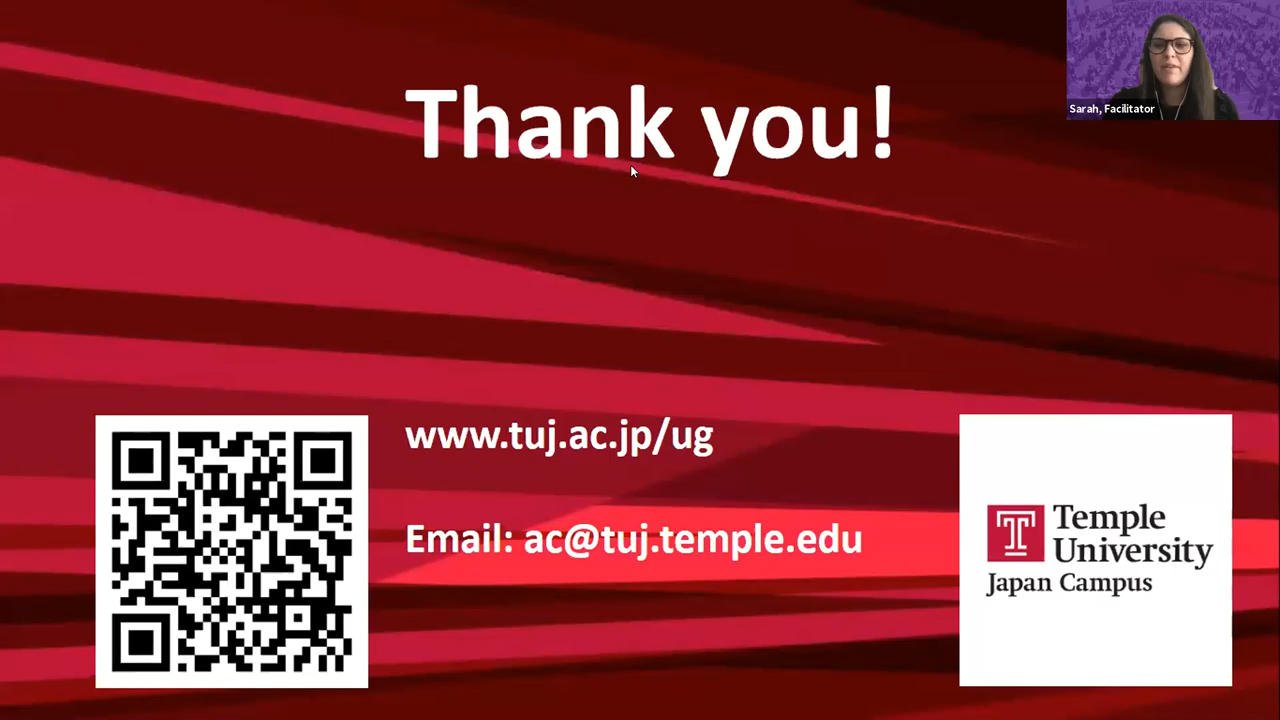 Thank you!
Sarah, Facilitator
www.tuj.ac.jp/ug
Email: ac@tuj.temple.edu
T Temple
University
Japan Campus